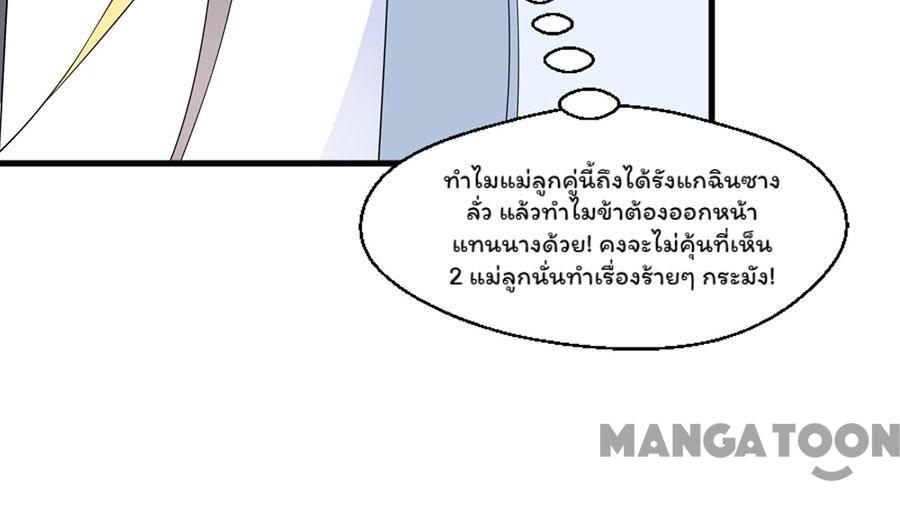 ทำไมแม่ลูกคู่นี้ถึงได้รังแกฉินซาง
ลั่ว แล้วทำไมข้าต้องออกหน้า
แทนนางด้วย! คงจะไม่คุ้นที่เห็น
2 แม่ลูกนั่นทำเรื่องร้ายๆ กระมัง!
MANGATOON